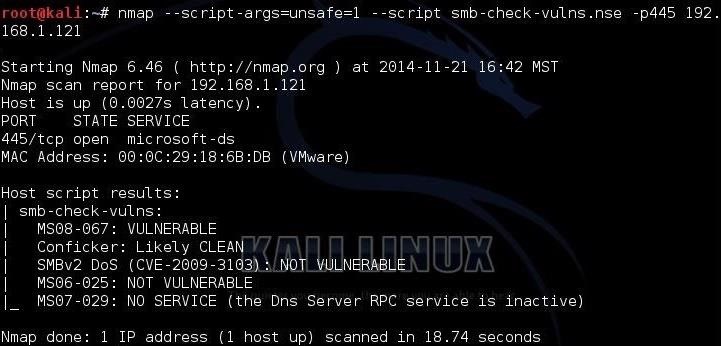 root@kali:~# nmap --script-args=unsafe=1 --script smb-check-vulns.nse -p445 192.
168.1.121

Starting Nmap 6.46 ( http://nmap.org ) at 2014-11-21 16:42 MST
Nmap scan report for 192.168.1.121
Host is up (0.0027s latency).
PORT    STATE SERVICE
445/tcp open  microsoft-ds
MAC Address: 00:0C:29:18:6B:DB (VMware)

Host script results:
| smb-check-vulns:
|   MS08-067: VULNERABLE
|   Conficker: Likely CLEAN
KALI LINUX
|   SMBv2 DoS (CVE-2009-3103): NOT VULNERABLE
|   MS06-025: NOT VULNERABLE
|_  MS07-029: NO SERVICE (the Dns Server RPC service is inactive)

Nmap done: 1 IP address (1 host up) scanned in 18.74 seconds